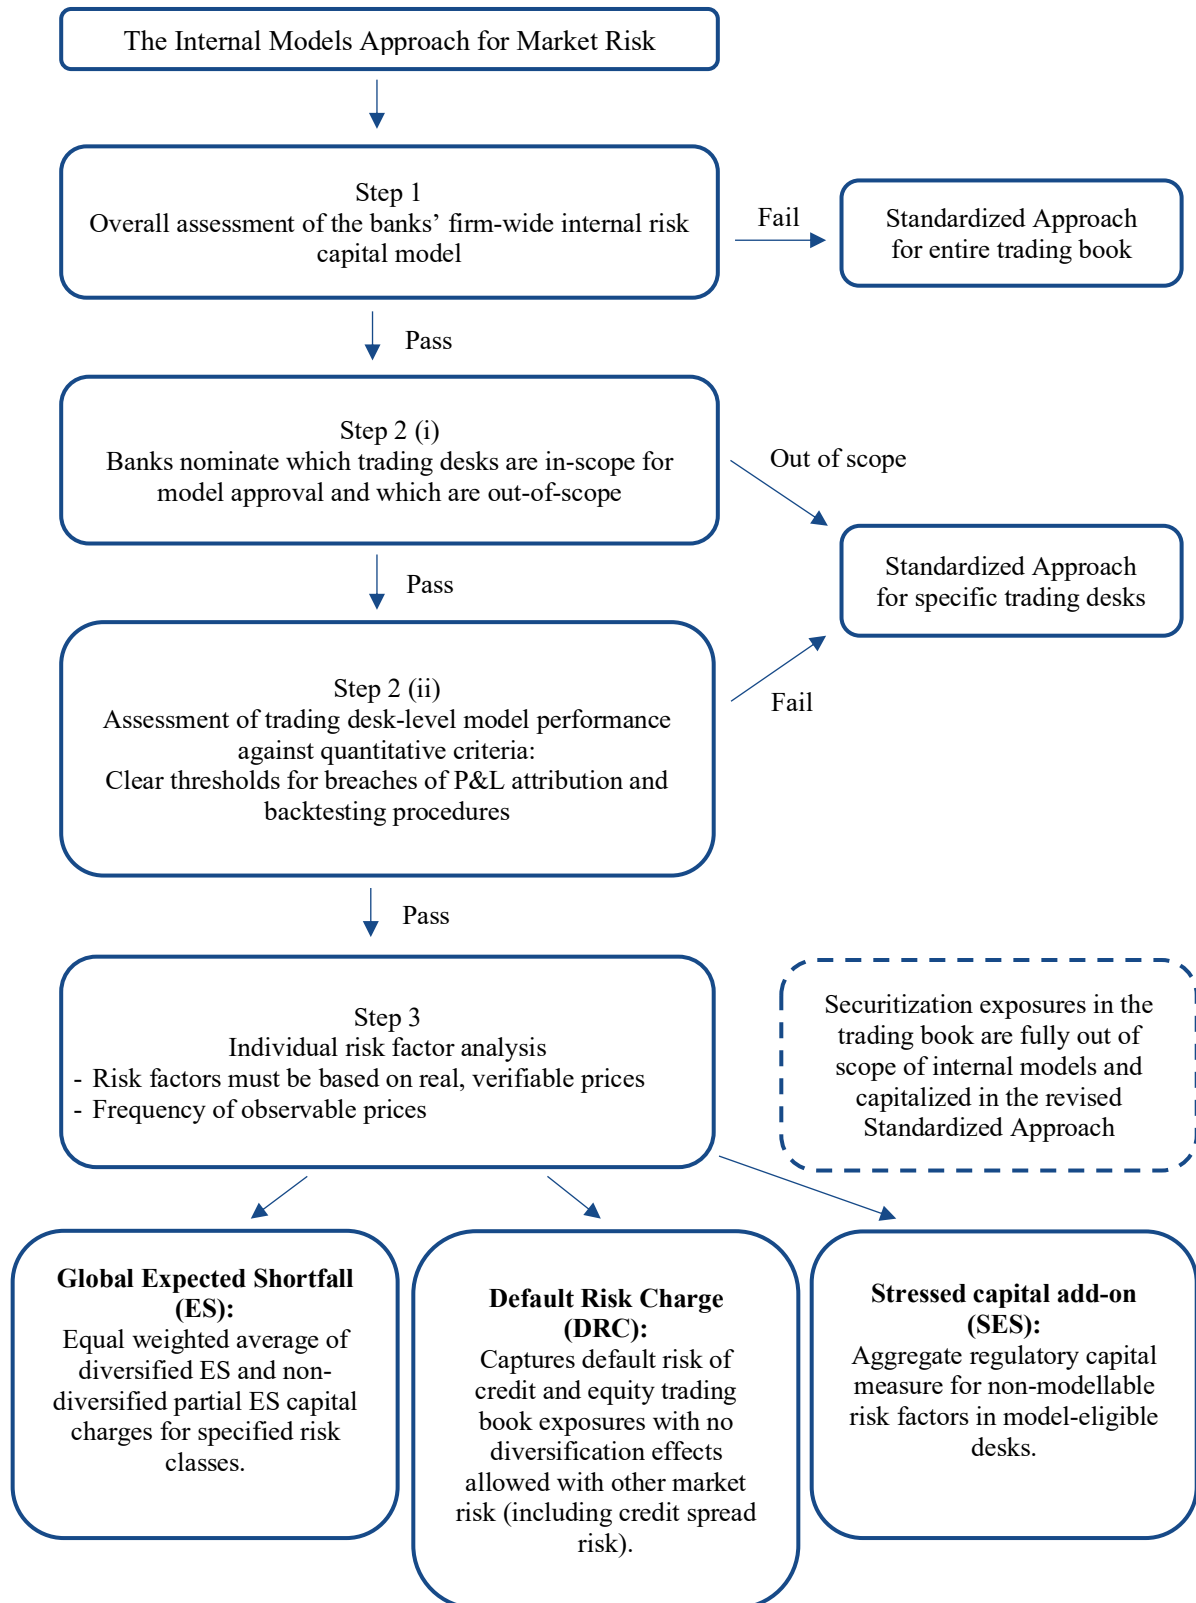 The Internal Models Approach for Market Risk
Step 1
Overall assessment of the banks’ firm-wide internal risk
capital model
Fail
Standardized Approach
for entire trading book
Pass
Step 2 (i)
Banks nominate which trading desks are in-scope for
model approval and which are out-of-scope
Out of scope
Standardized Approach
for specific trading desks
Pass
Step 2 (ii)
Assessment of trading desk-level model performance
against quantitative criteria:
Clear thresholds for breaches of P&L attribution and
backtesting procedures
Fail
Pass
Step 3
Individual risk factor analysis
- Risk factors must be based on real, verifiable prices
- Frequency of observable prices
Securitization exposures in the
trading book are fully out of
scope of internal models and
capitalized in the revised
Standardized Approach
Global Expected Shortfall
(ES):
Equal weighted average of
diversified ES and non-
diversified partial ES capital
charges for specified risk
classes.
Default Risk Charge
(DRC):
Captures default risk of
credit and equity trading
book exposures with no
diversification effects
allowed with other market
risk (including credit spread
risk).
Stressed capital add-on
(SES):
Aggregate regulatory capital
measure for non-modellable
risk factors in model-eligible
desks.